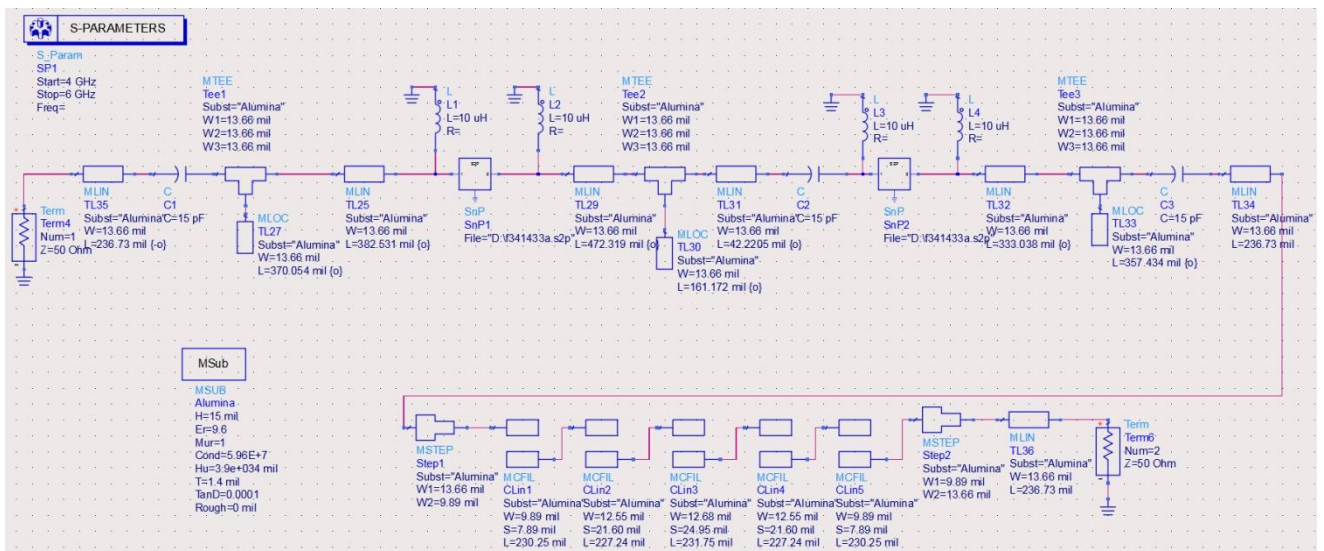 S-PARAMETERS
S_Param
SP1
Start=4 GHz
Stop=6 GHz
Freq=
MTEE
Tee1
Subst="Alumina"
W1=13.66 mil
W2=13.66 mil
W3=13.66 mil
L
L1
L=10 uH
R=
L
L2
L=10 uH
R=
MTEE
Tee2
Subst="Alumina"
W1=13.66 mil
W2=13.66 mil
W3=13.66 mil
L
L3
L=10 uH
R=
L
L4
L=10 uH
R=
MTEE
Tee3
Subst="Alumina"
W1=13.66 mil
W2=13.66 mil
W3=13.66 mil
Term
Term4
Num=1
Z=50 Ohm
MLIN
TL35
Subst="Alumina"
W=13.66 mil
L=236.73 mil {-o}
C
C1
C=15 pF
MLOC
TL27
Subst="Alumina"
W=13.66 mil
L=370.054 mil {o}
MLIN
TL25
Subst="Alumina"
W=13.66 mil
L=382.531 mil {o}
SnP
SnP1
File="D:\f341433a.s2p"
MLIN
TL29
Subst="Alumina"
W=13.66 mil
L=472.319 mil {o}
MLOC
TL30
Subst="Alumina"
W=13.66 mil
L=161.172 mil {o}
MLIN
TL31
Subst="Alumina"
W=13.66 mil
L=42.2205 mil {o}
C
C2
C=15 pF
SnP
SnP2
File="D:\f341433a.s2p"
MLIN
TL32
Subst="Alumina"
W=13.66 mil
L=333.038 mil {o}
MLOC
TL33
Subst="Alumina"
W=13.66 mil
L=357.434 mil {o}
C
C3
C=15 pF
MLIN
TL34
Subst="Alumina"
W=13.66 mil
L=236.73 mil
MSub
MSUB
Alumina
H=15 mil
Er=9.6
Mur=1
Cond=5.96E+7
Hu=3.9e+034 mil
T=1.4 mil
TanD=0.0001
Rough=0 mil
MSTEP
Step1
Subst="Alumina"
W1=13.66 mil
W2=9.89 mil
MCFIL
CLin1
Subst="Alumina"
W=9.89 mil
S=7.89 mil
L=230.25 mil
MCFIL
CLin2
Subst="Alumina"
W=12.55 mil
S=21.60 mil
L=227.24 mil
MCFIL
CLin3
Subst="Alumina"
W=12.68 mil
S=24.95 mil
L=231.75 mil
MCFIL
CLin4
Subst="Alumina"
W=12.55 mil
S=21.60 mil
L=227.24 mil
MCFIL
CLin5
Subst="Alumina"
W=9.89 mil
S=7.89 mil
L=230.25 mil
MSTEP
Step2
Subst="Alumina"
W1=9.89 mil
W2=13.66 mil
MLIN
TL36
Subst="Alumina"
W=13.66 mil
L=236.73 mil
Term
Term6
Num=2
Z=50 Ohm